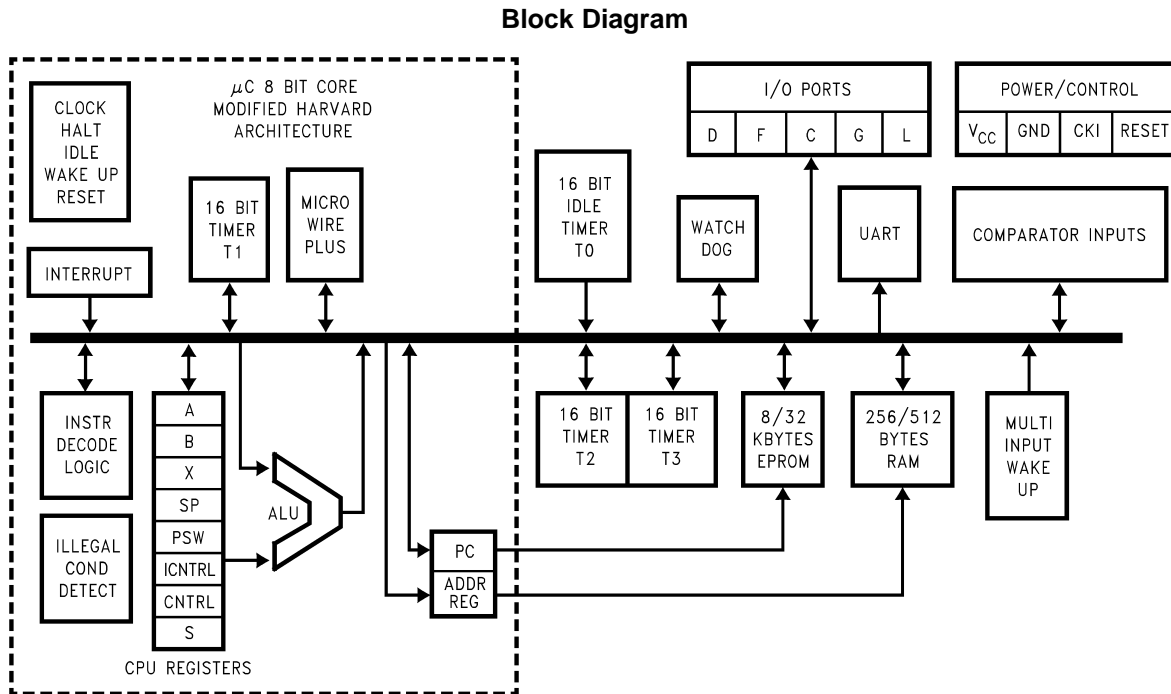 Block Diagram
μC 8 BIT CORE
MODIFIED HARVARD
ARCHITECTURE
CLOCK
HALT
IDLE
WAKE UP
RESET
16 BIT
TIMER
T1
MICRO
WIRE
PLUS
INTERRUPT
I/O PORTS
D F C G L
POWER/CONTROL
VCC GND CKI RESET
16 BIT
IDLE
TIMER
T0
WATCH
DOG
UART
COMPARATOR INPUTS
INSTR
DECODE
LOGIC
ILLEGAL
COND
DETECT
A
B
X
SP
PSW
ICNTRL
CNTRL
S
CPU REGISTERS
ALU
PC
ADDR
REG
16 BIT
TIMER
T2
16 BIT
TIMER
T3
8/32
KBYTES
EPROM
256/512
BYTES
RAM
MULTI
INPUT
WAKE
UP